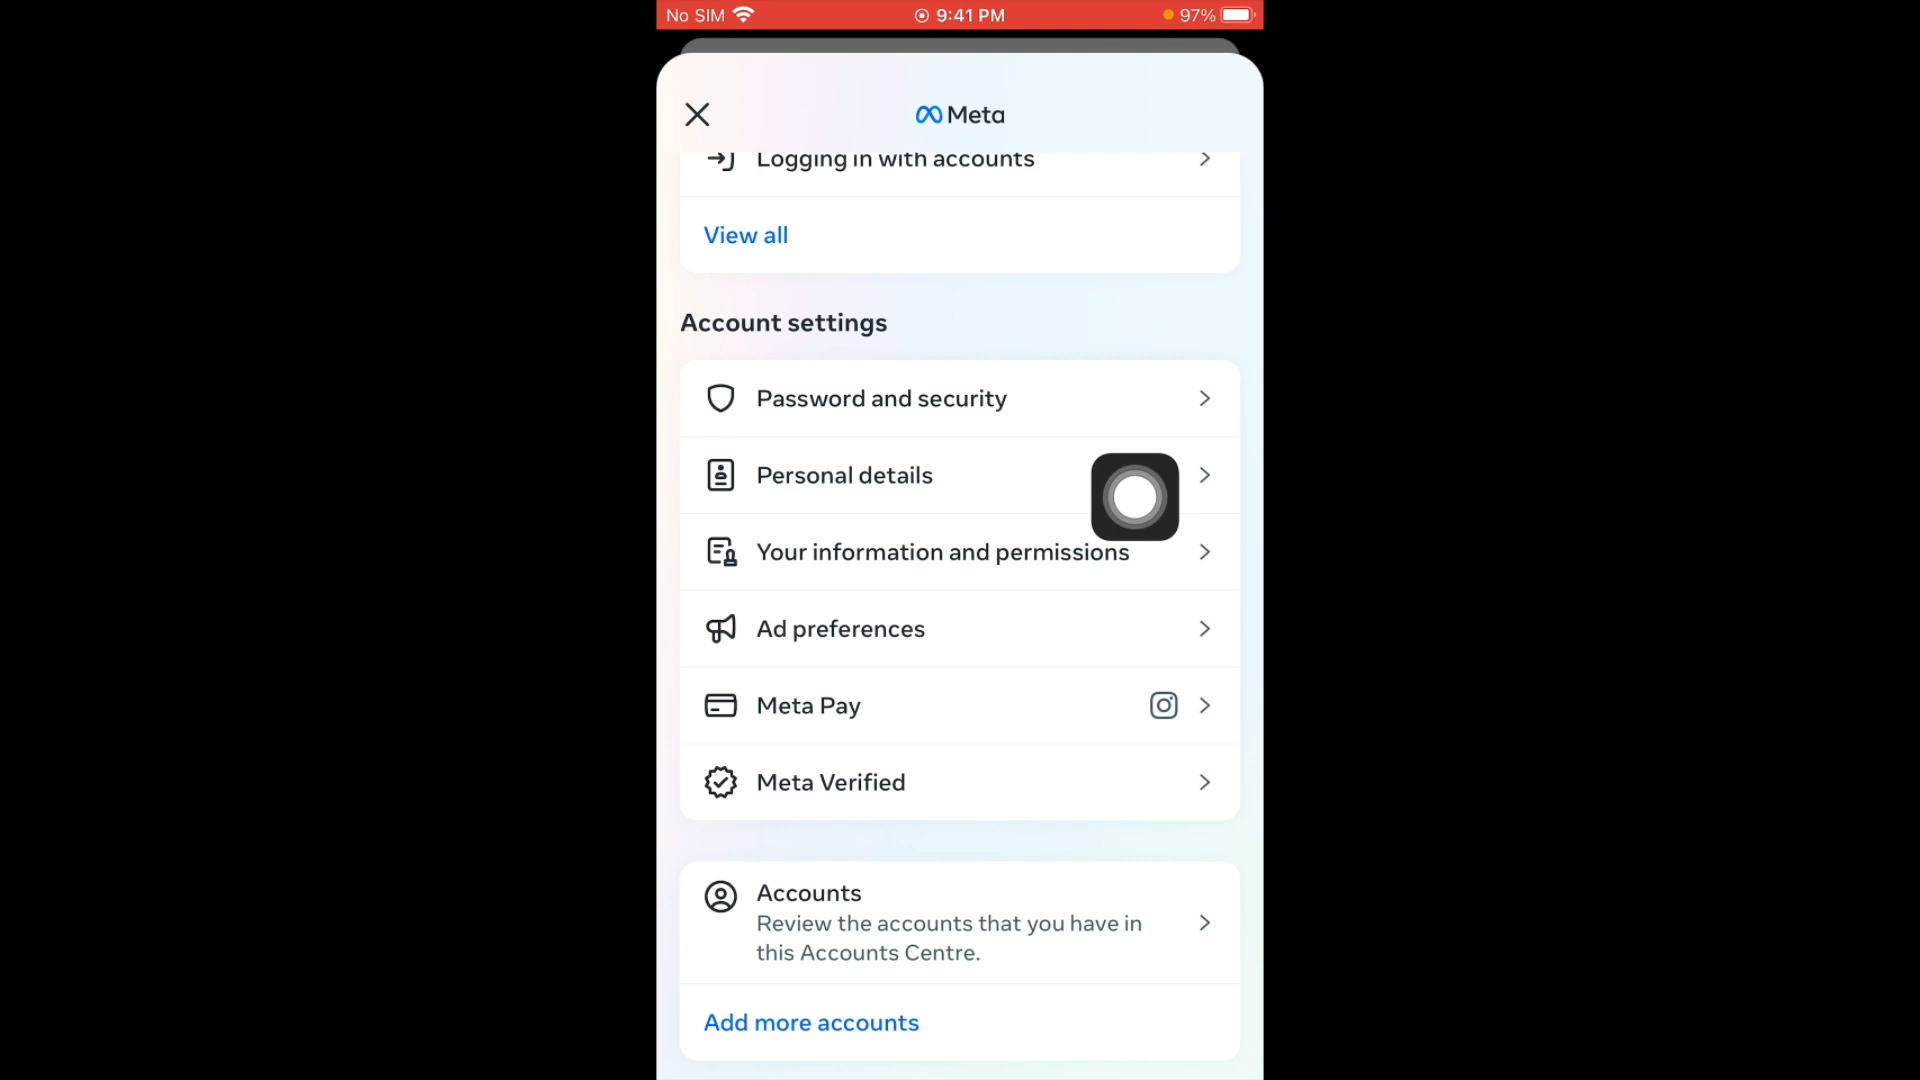 No SIM 9:41 PM 97%
Meta
Logging in with accounts
View all
Account settings
Password and security
Personal details
Your information and permissions
Ad preferences
Meta Pay
Meta Verified
Accounts
Review the accounts that you have in
this Accounts Centre.
Add more accounts